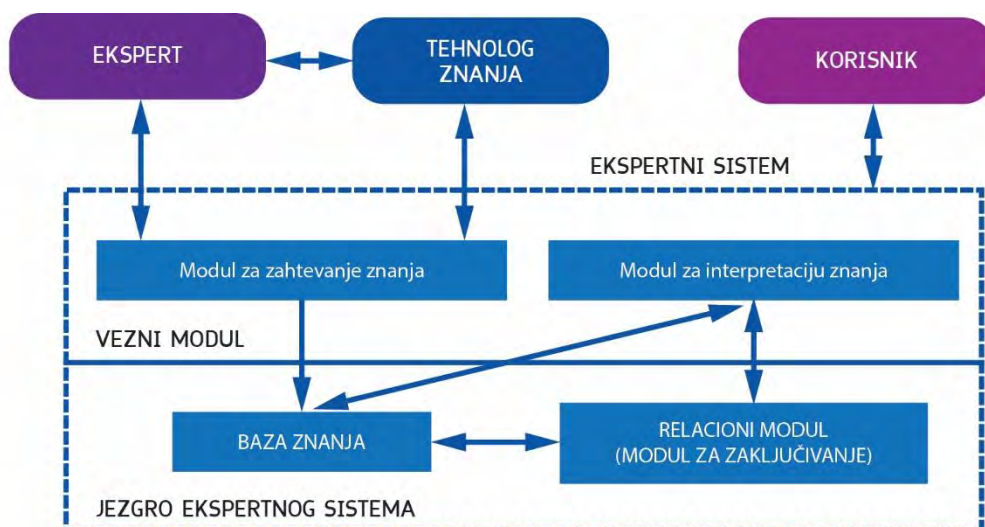 EKSPERT
TEHNOLOG
ZNANJA
KORISNIK
EKSPERTNI SISTEM
Modul za zahtevanje znanja
Modul za interpretaciju znanja
VEZNI MODUL
BAZA ZNANJA
RELACIONI MODUL
(MODUL ZA ZAKLJUČIVANJE)
JEZGRO EKSPERTNOG SISTEMA